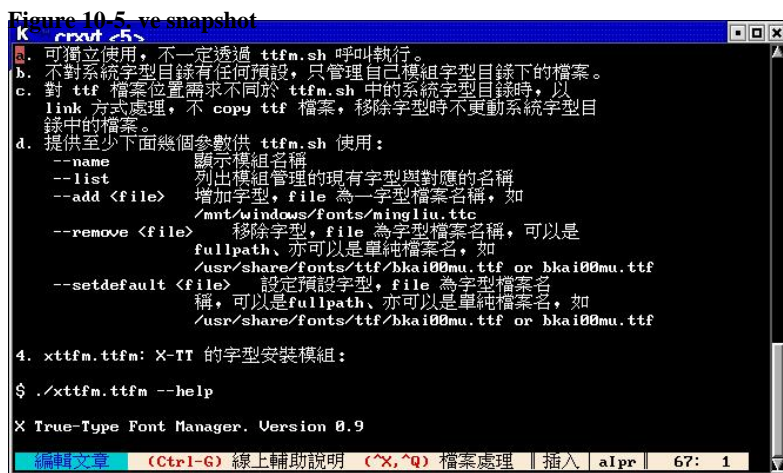 Figure 10-5. ve snapshot
crxvt <5>
a. 可獨立使用，不一定透過 ttfm.sh 呼叫執行。
b. 不對系統字型目錄有任何預設，只管理自己模組字型目錄下的檔案。
c. 對 ttf 檔案位置需求不同於 ttfm.sh 中的系統字型目錄時，以
link 方式處理，不 copy ttf 檔案，移除字型時不更動系統字型目
錄中的檔案。
d. 提供至少下面幾個參數供 ttfm.sh 使用：
--name 顯示模組名稱
--list 列出模組管理的現有字型與對應的名稱
--add <file> 增加字型，file 為一字型檔案名稱，如
/mnt/windows/fonts/mingliu.ttc
--remove <file> 移除字型，file 為字型檔案名稱，可以是
fullpath、亦可以是單純檔案名，如
/usr/share/fonts/ttf/bkai00mu.ttf or bkai00mu.ttf
--setdefault <file> 設定預設字型，file 為字型檔案名
稱，可以是fullpath、亦可以是單純檔案名，如
/usr/share/fonts/ttf/bkai00mu.ttf or bkai00mu.ttf
4. xttfm.ttfm: X-TT 的字型安裝模組：
$ ./xttfm.ttfm --help
X True-Type Font Manager. Version 0.9
編輯文章 (Ctrl-G) 線上輔助說明 (^X,^Q) 檔案處理 ‖ 插入 │ aIpr ‖ 67: 1